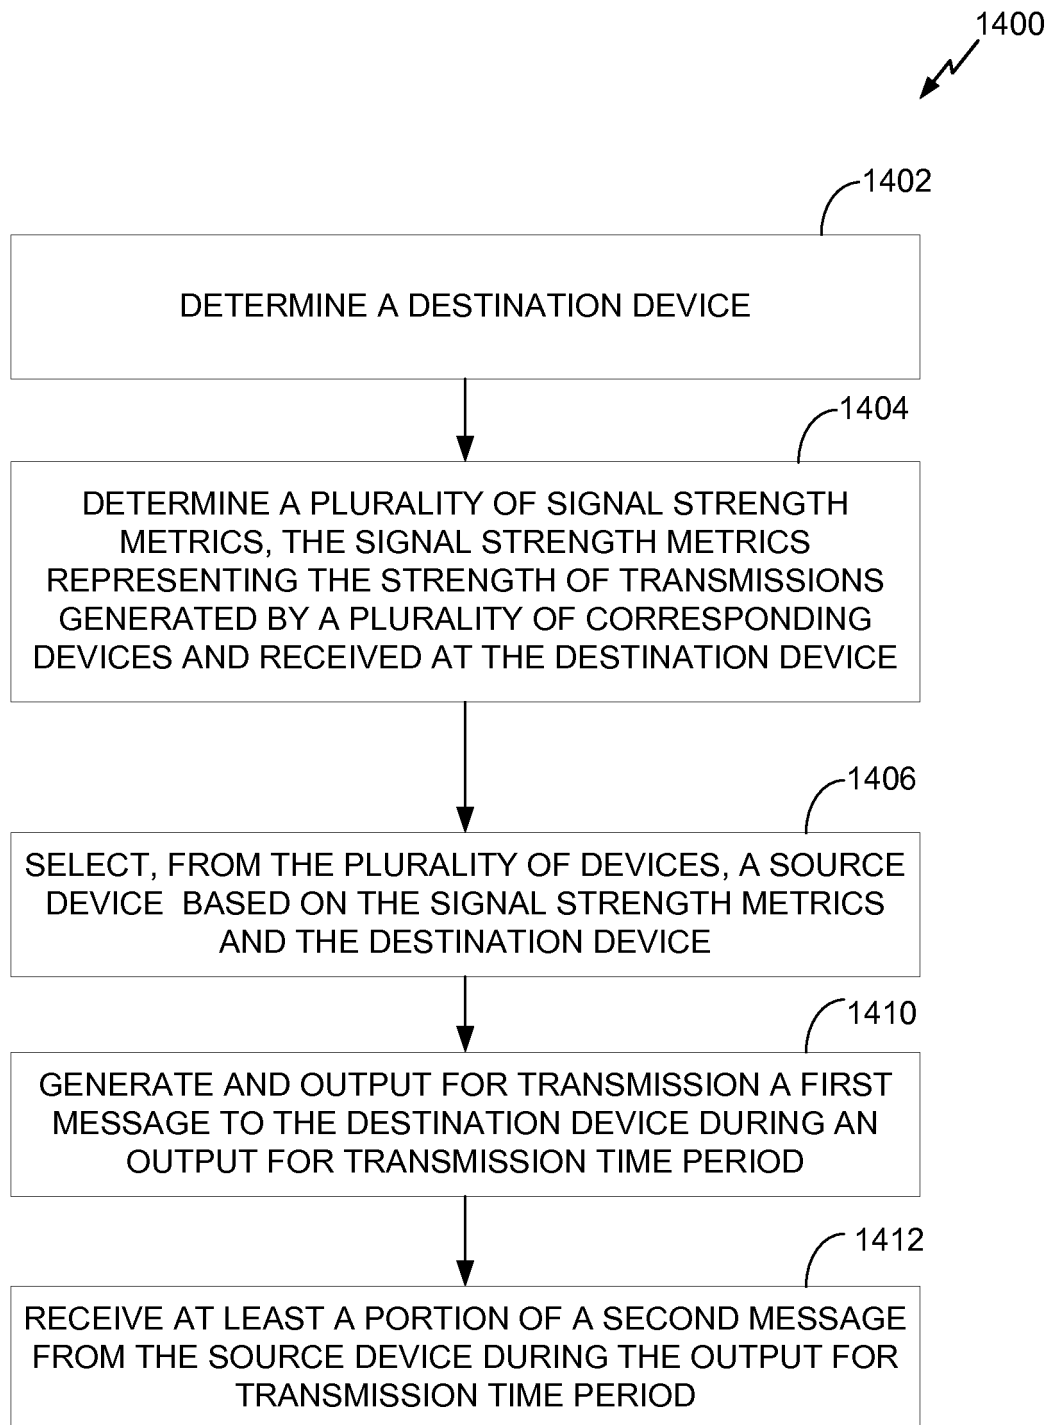 1400
1402
DETERMINE A DESTINATION DEVICE
1404
DETERMINE A PLURALITY OF SIGNAL STRENGTH
METRICS, THE SIGNAL STRENGTH METRICS
REPRESENTING THE STRENGTH OF TRANSMISSIONS
GENERATED BY A PLURALITY OF CORRESPONDING
DEVICES AND RECEIVED AT THE DESTINATION DEVICE
1406
SELECT, FROM THE PLURALITY OF DEVICES, A SOURCE
DEVICE BASED ON THE SIGNAL STRENGTH METRICS
AND THE DESTINATION DEVICE
1410
GENERATE AND OUTPUT FOR TRANSMISSION A FIRST
MESSAGE TO THE DESTINATION DEVICE DURING AN
OUTPUT FOR TRANSMISSION TIME PERIOD
1412
RECEIVE AT LEAST A PORTION OF A SECOND MESSAGE
FROM THE SOURCE DEVICE DURING THE OUTPUT FOR
TRANSMISSION TIME PERIOD